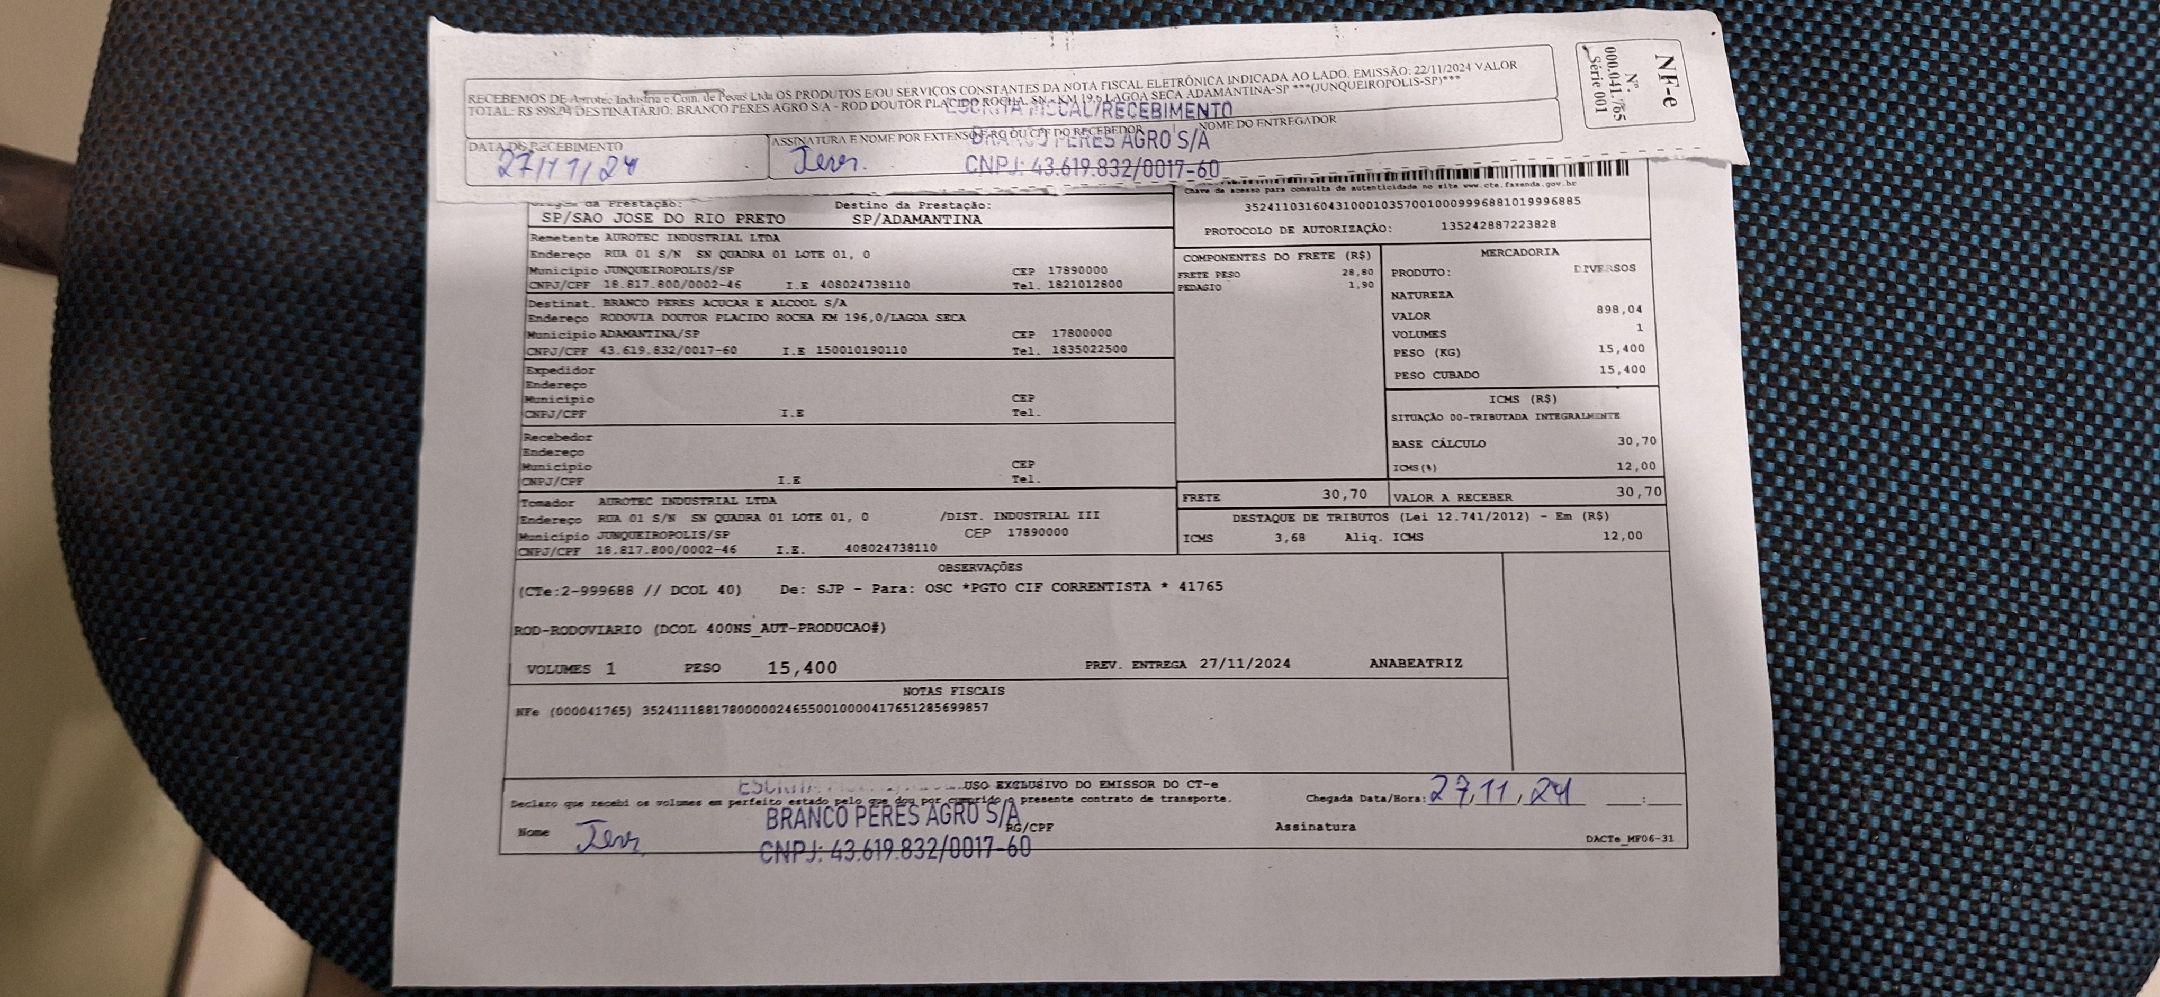 RECEBEMOS DE Agrotec Industria e Com. de Pecas Ltda OS PRODUTOS E/OU SERVIÇOS CONSTANTES DA NOTA FISCAL ELETRÔNICA INDICADA AO LADO. EMISSÃO: 22/11/2024 VALOR
TOTAL: R$ 898,04 DESTINATÁRIO: BRANCO PERES AGRO S/A - ROD DOUTOR PLACIDO ROCHA, SN - KM 19 LAGOA SECA ADAMANTINA-SP ***(JUNQUEIROPOLIS-SP)***
ESCRITA FISCAL/RECEBIMENTO
BRANCO PERES AGRO S/A
CNPJ: 43.619.832/0017-60
DATA DE RECEBIMENTO
27/11/24
ASSINATURA E NOME POR EXTENSO RG OU CPF DO RECEBEDOR
NOME DO ENTREGADOR
NF-e
Nº.
000.041.765
Série 001
Chave de acesso para consulta de autenticidade no site www.cte.fazenda.gov.br
Origem da Prestação:
Destino da Prestação:
SP/SAO JOSE DO RIO PRETO
SP/ADAMANTINA
35241103160431000103570010009996881019996885
PROTOCOLO DE AUTORIZAÇÃO: 135242887223828
Remetente AUROTEC INDUSTRIAL LTDA
Endereço RUA 01 S/N SN QUADRA 01 LOTE 01, 0
Município JUNQUEIROPOLIS/SP CEP 17890000
CNPJ/CPF 18.817.800/0002-46 I.E 408024738110 Tel. 1821012800
Destinat. BRANCO PERES ACUCAR E ALCOOL S/A
Endereço RODOVIA DOUTOR PLACIDO ROCHA KM 196,0/LAGOA SECA
Município ADAMANTINA/SP CEP 17800000
CNPJ/CPF 43.619.832/0017-60 I.E 150010190110 Tel. 1835022500
Expedidor
Endereço
Município CEP
CNPJ/CPF I.E Tel.
Recebedor
Endereço
Município CEP
CNPJ/CPF I.E Tel.
Tomador AUROTEC INDUSTRIAL LTDA
Endereço RUA 01 S/N SN QUADRA 01 LOTE 01, 0 /DIST. INDUSTRIAL III
Município JUNQUEIROPOLIS/SP CEP 17890000
CNPJ/CPF 18.817.800/0002-46 I.E. 408024738110
COMPONENTES DO FRETE (R$)
FRETE PESO 28,80
PEDAGIO 1,90
FRETE 30,70
MERCADORIA
PRODUTO: DIVERSOS
NATUREZA
VALOR 898,04
VOLUMES 1
PESO (KG) 15,400
PESO CUBADO 15,400
ICMS (R$)
SITUAÇÃO 00-TRIBUTADA INTEGRALMENTE
BASE CÁLCULO 30,70
ICMS(%) 12,00
VALOR A RECEBER 30,70
DESTAQUE DE TRIBUTOS (Lei 12.741/2012) - Em (R$)
ICMS 3,68 Aliq. ICMS 12,00
OBSERVAÇÕES
(CTe:2-999688 // DCOL 40) De: SJP - Para: OSC *PGTO CIF CORRENTISTA * 41765
ROD-RODOVIARIO (DCOL 400NS_AUT-PRODUCAO#)
VOLUMES 1 PESO 15,400 PREV. ENTREGA 27/11/2024 ANABEATRIZ
NOTAS FISCAIS
NFe (000041765) 35241118817800000246550010000417651285699857
USO EXCLUSIVO DO EMISSOR DO CT-e
Declaro que recebi os volumes em perfeito estado pelo que dou por cumprido o presente contrato de transporte.
Chegada Data/Hora: 27/11/24 :
BRANCO PERES AGRO S/A
CNPJ: 43.619.832/0017-60
Nome
RG/CPF
Assinatura
DACTe_MF06-31